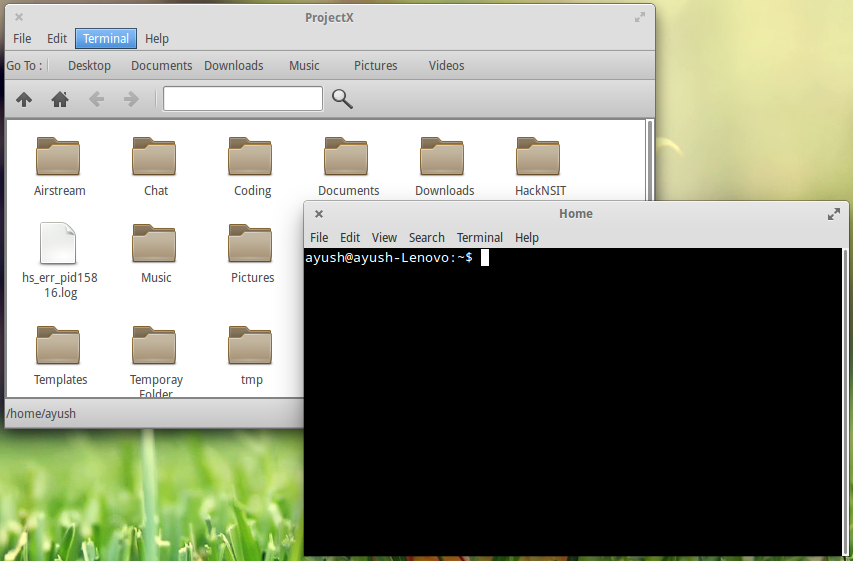 ProjectX
File Edit Terminal Help
Go To : Desktop Documents Downloads Music Pictures Videos
Airstream Chat Coding Documents Downloads HackNSIT
hs_err_pid158
16.log
Music Pictures
Templates Temporay
Folder
tmp
/home/ayush
Home
File Edit View Search Terminal Help
ayush@ayush-Lenovo:~$